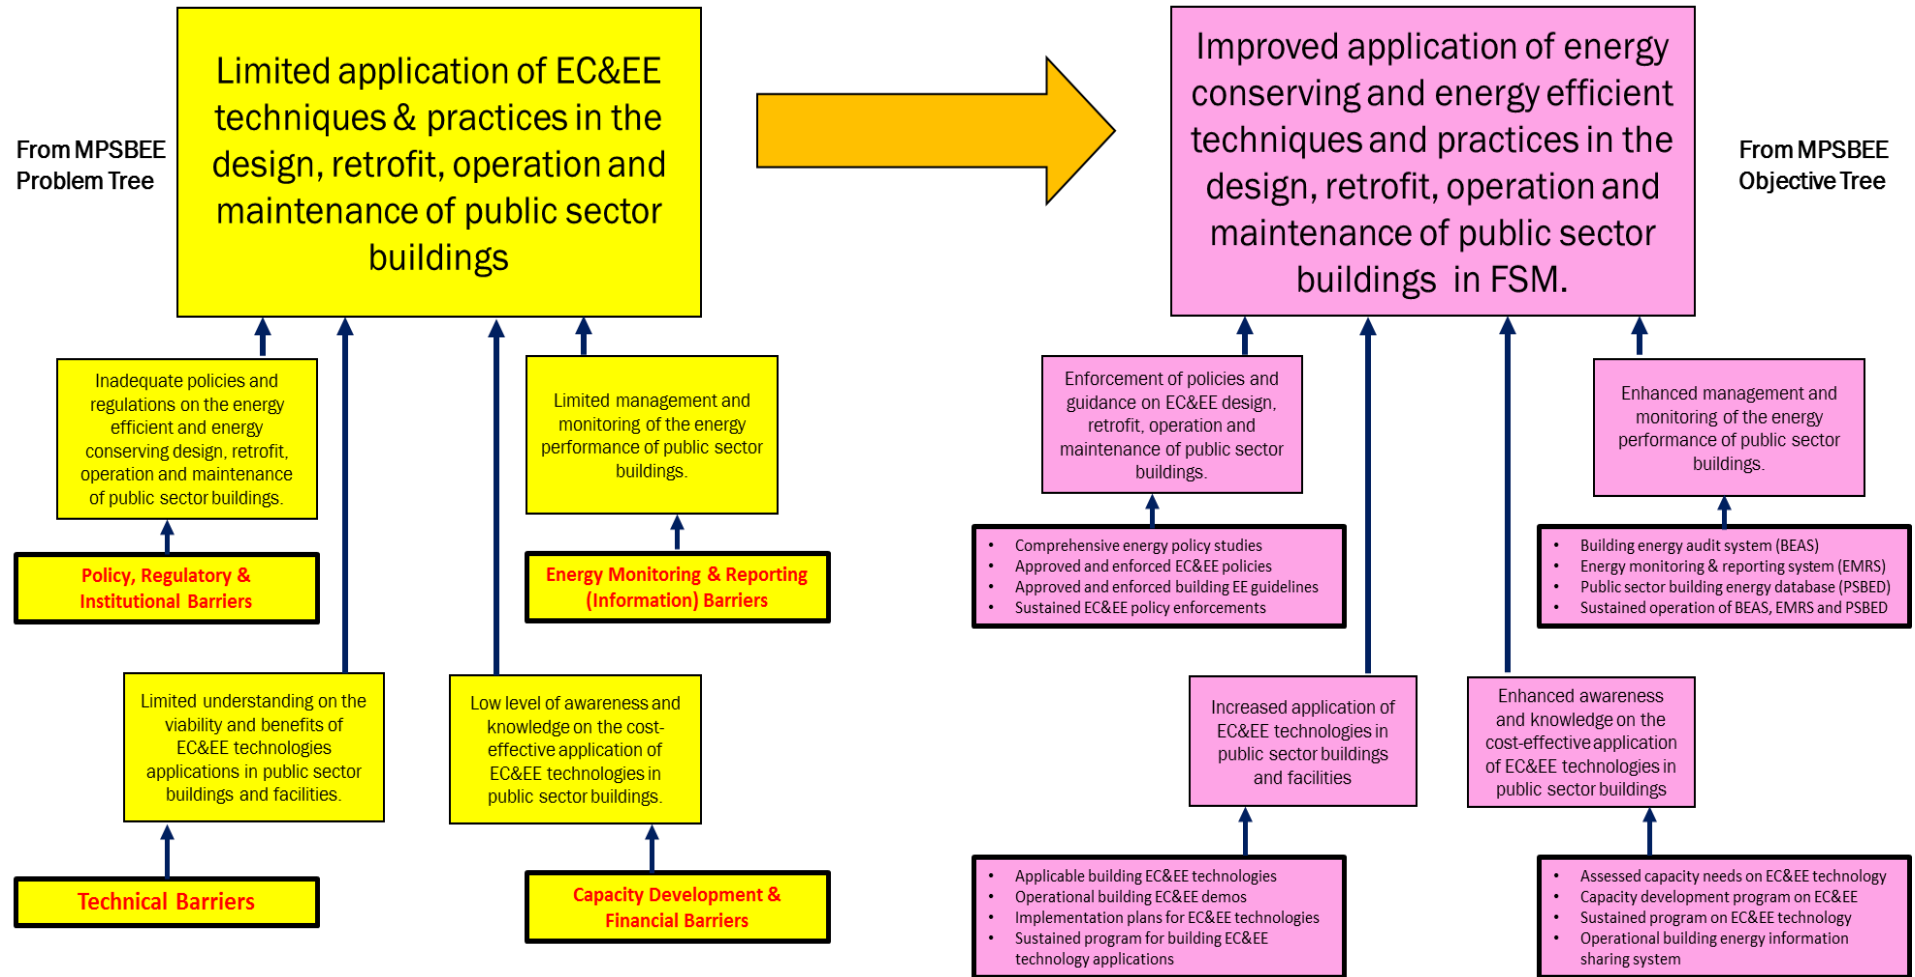 From MPSBEE
Problem Tree
Limited application of EC&EE
techniques & practices in the
design, retrofit, operation and
maintenance of public sector
buildings
Inadequate policies and
regulations on the energy
efficient and energy
conserving design, retrofit,
operation and maintenance
of public sector buildings.
Limited management and
monitoring of the energy
performance of public sector
buildings.
Policy, Regulatory &
Institutional Barriers
Energy Monitoring & Reporting
(Information) Barriers
Limited understanding on the
viability and benefits of
EC&EE technologies
applications in public sector
buildings and facilities.
Low level of awareness and
knowledge on the cost-
effective application of
EC&EE technologies in
public sector buildings.
Technical Barriers
Capacity Development &
Financial Barriers
Improved application of energy
conserving and energy efficient
techniques and practices in the
design, retrofit, operation and
maintenance of public sector
buildings in FSM.
From MPSBEE
Objective Tree
Enforcement of policies and
guidance on EC&EE design,
retrofit, operation and
maintenance of public sector
buildings.
Enhanced management and
monitoring of the energy
performance of public sector
buildings.
• Comprehensive energy policy studies
• Approved and enforced EC&EE policies
• Approved and enforced building EE guidelines
• Sustained EC&EE policy enforcements
• Building energy audit system (BEAS)
• Energy monitoring & reporting system (EMRS)
• Public sector building energy database (PSBED)
• Sustained operation of BEAS, EMRS and PSBED
Increased application of
EC&EE technologies in
public sector buildings
and facilities
Enhanced awareness
and knowledge on the
cost-effective application
of EC&EE technologies in
public sector buildings
• Applicable building EC&EE technologies
• Operational building EC&EE demos
• Implementation plans for EC&EE technologies
• Sustained program for building EC&EE
technology applications
• Assessed capacity needs on EC&EE technology
• Capacity development program on EC&EE
• Sustained program on EC&EE technology
• Operational building energy information
sharing system